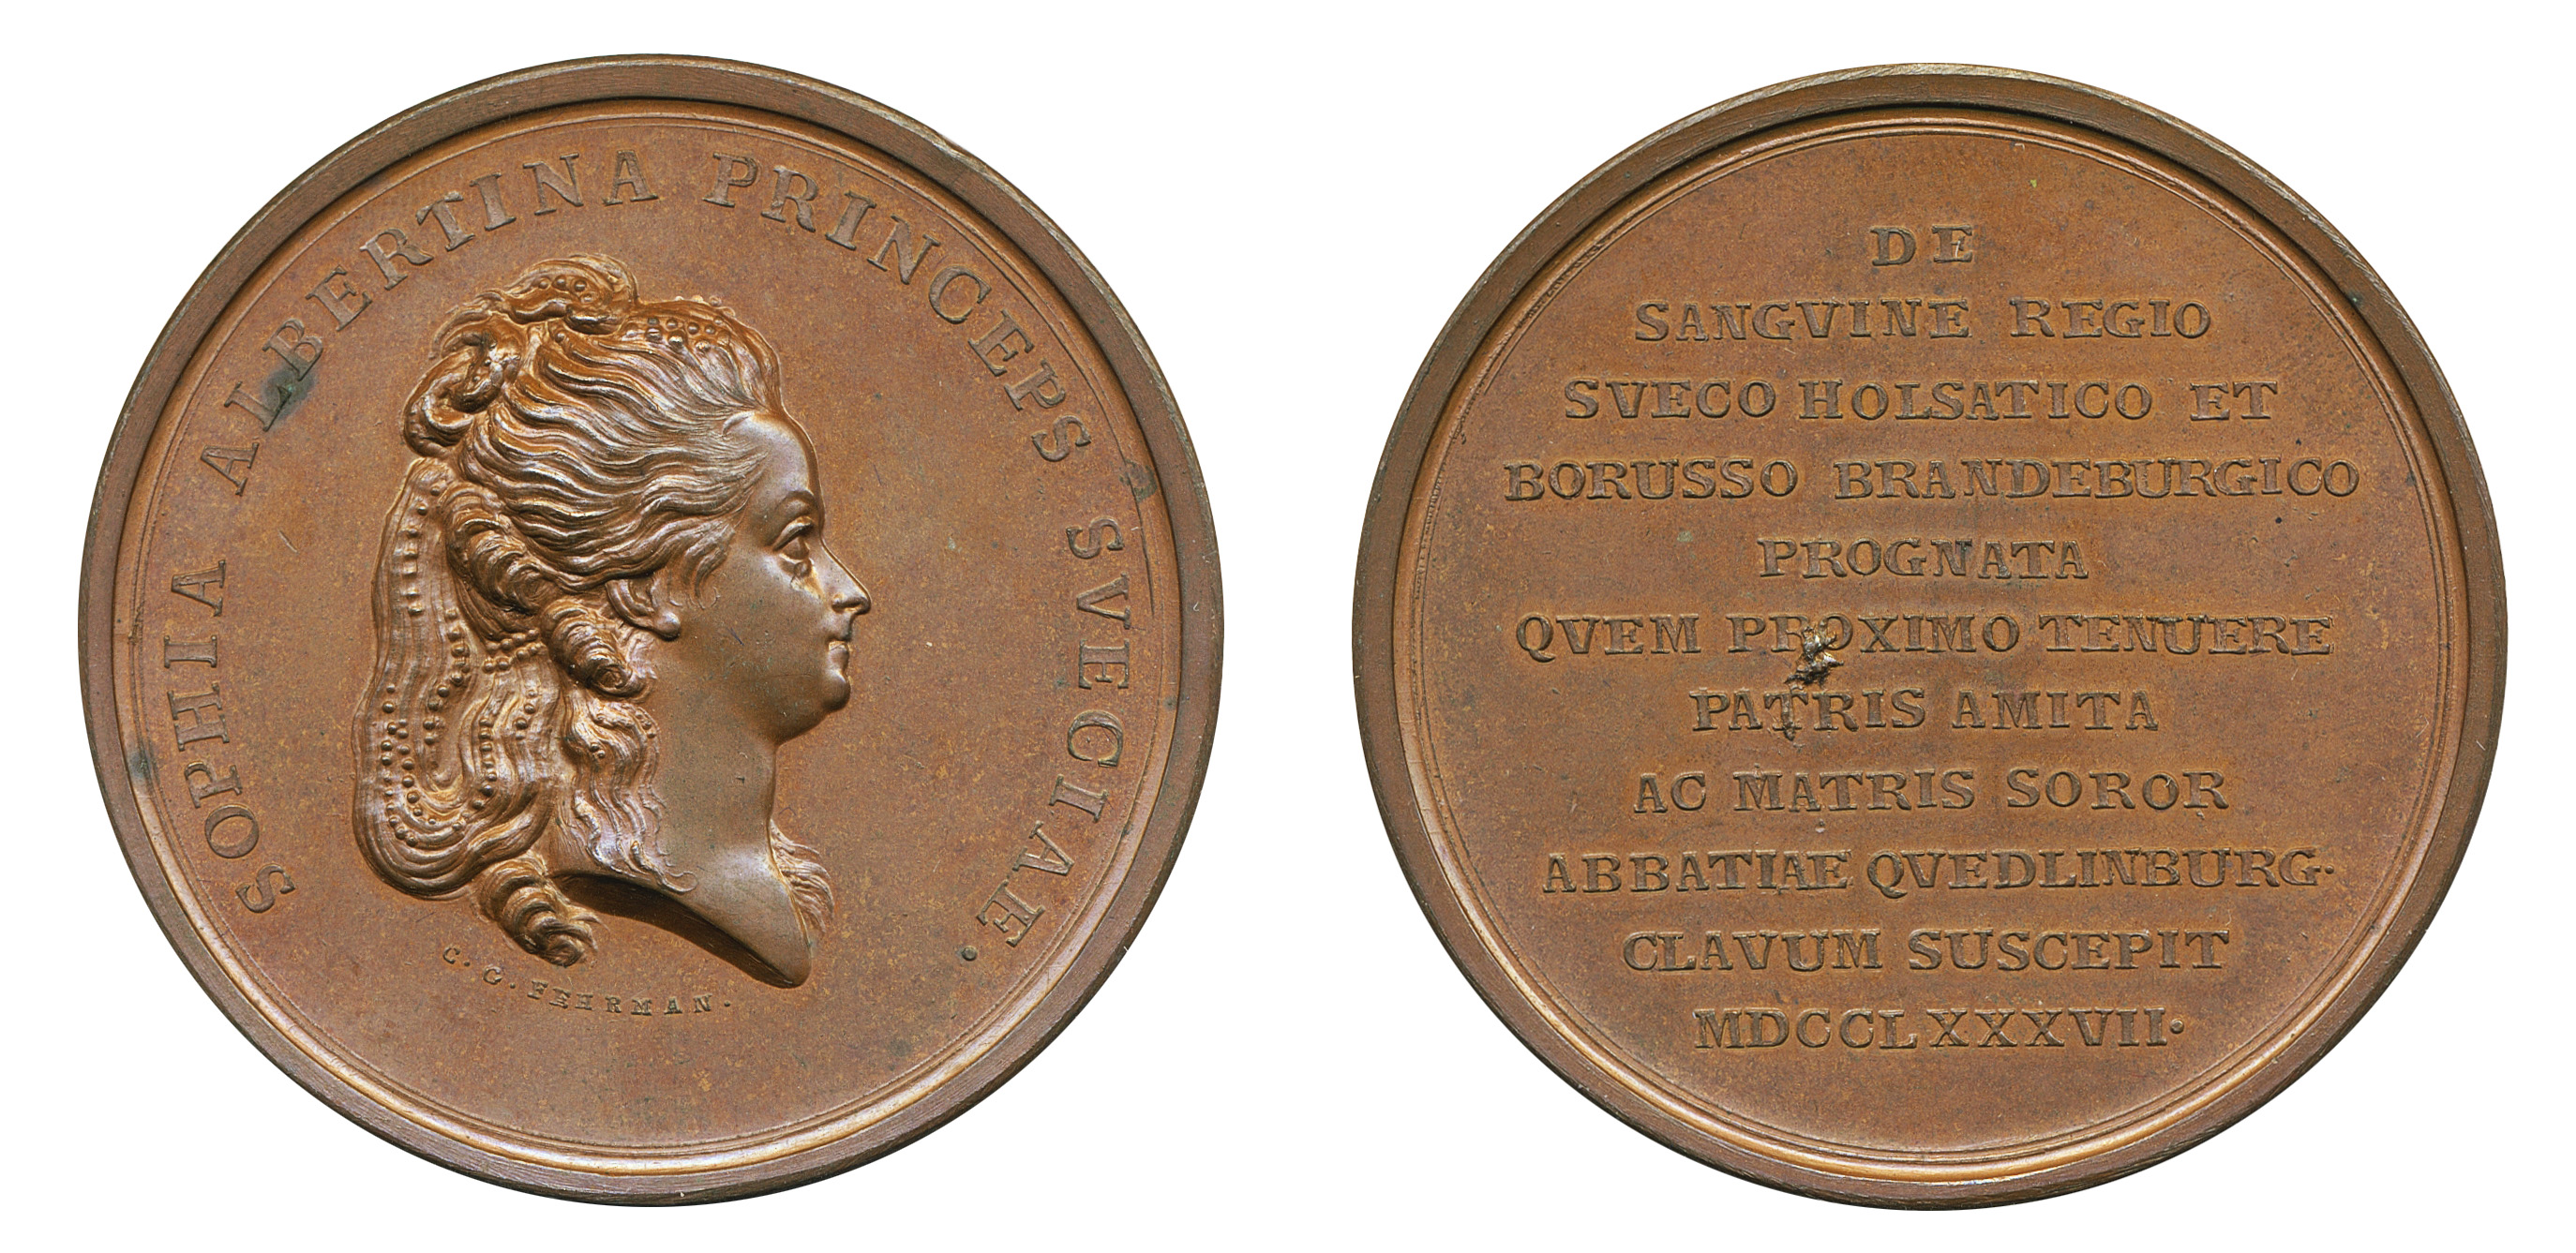 SOPHIA ALBERTINA PRINCEPS SVECIAE.
C. G. FEHRMAN.
DE
SANGVINE REGIO
SVECO HOLSATICO ET
BORUSSO BRANDEBURGICO
PROGNATA
QVEM PROXIMO TENUERE
PATRIS AMITA
AC MATRIS SOROR
ABBATIAE QVEDLINBURG.
CLAVUM SUSCEPIT
MDCCLXXXVII.